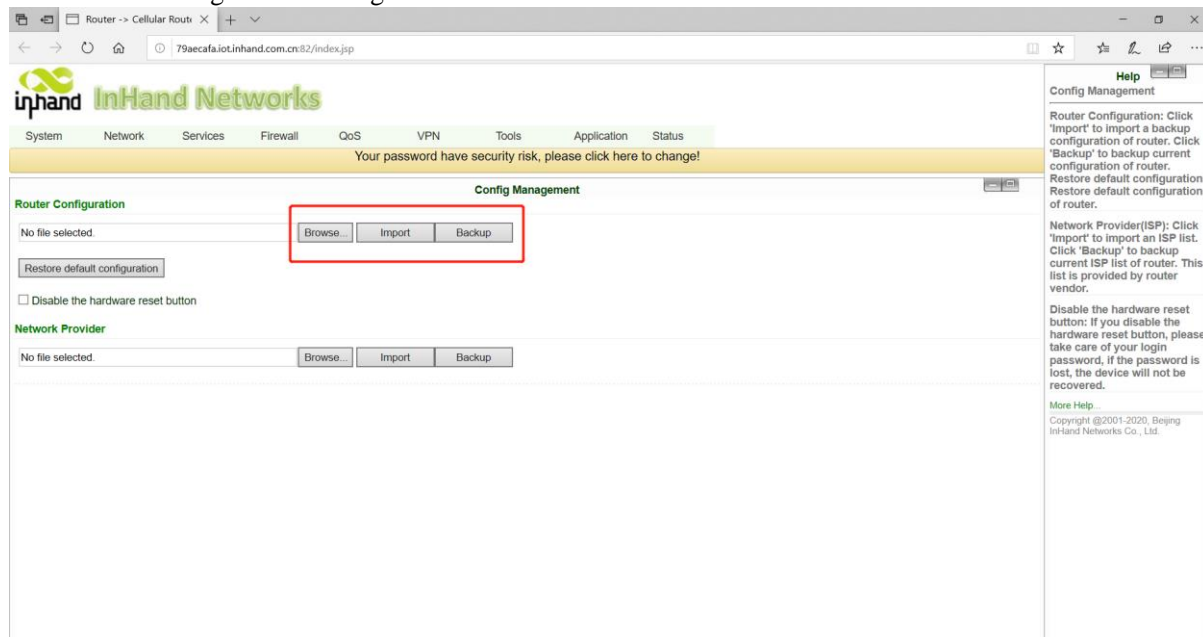 Router -> Cellular Route
79aecafa.iot.inhand.com.cn:82/index.jsp
inhand InHand Networks
System Network Services Firewall QoS VPN Tools Application Status
Your password have security risk, please click here to change!
Config Management
Router Configuration
No file selected. Browse... Import Backup
Restore default configuration
Disable the hardware reset button
Network Provider
No file selected. Browse... Import Backup
Help
Config Management
Router Configuration: Click
'Import' to import a backup
configuration of router. Click
'Backup' to backup current
configuration of router.
Restore default configuration
Restore default configuration
of router.
Network Provider(ISP): Click
'Import' to import an ISP list.
Click 'Backup' to backup
current ISP list of router. This
list is provided by router
vendor.
Disable the hardware reset
button: If you disable the
hardware reset button, please
take care of your login
password, if the password is
lost, the device will not be
recovered.
More Help...
Copyright @2001-2020, Beijing
InHand Networks Co., Ltd.